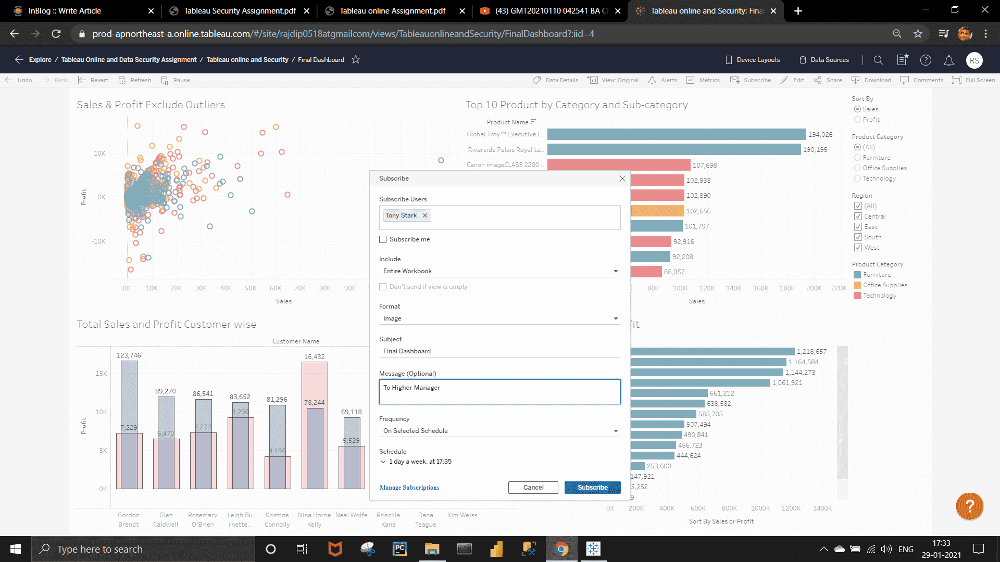 InBlog :: Write Article
Tableau Security Assignment.pdf
Tableau online Assignment.pdf
(43) GMT20210110 042541 BA Cl
Tableau online and Security: Fina
prod-apnortheast-a.online.tableau.com/#/site/rajdip0518atgmailcom/views/TableauonlineandSecurity/FinalDashboard?:iid=4
Explore / Tableau Online and Data Security Assignment / Tableau online and Security / Final Dashboard
Device Layouts
Data Sources
RS
Undo
Redo
Revert
Refresh
Pause
Data Details
View: Original
Alerts
Metrics
Subscribe
Edit
Share
Download
Comments
Full Screen
Sales & Profit Exclude Outliers
Profit
10K
0K
-10K
0K 10K 20K 30K 40K 50K 60K 70K 80K 90K
Sales
Top 10 Product by Category and Sub-category
Product Name
Global Troy™ Executive L.. 194,026
Riverside Palais Royal La.. 190,195
Canon imageCLASS 2200 .. 107,698
102,933
102,890
102,656
101,797
92,916
92,208
86,057
80K 100K 120K 140K 160K 180K 200K 220K
Sales
Sort By
Sales
Profit
Product Category
(All)
Furniture
Office Supplies
Technology
Region
(All)
Central
East
South
West
Product Category
Furniture
Office Supplies
Technology
Subscribe
Subscribe Users
Tony Stark
Subscribe me
Include
Entire Workbook
Don't send if view is empty
Format
Image
Subject
Final Dashboard
Message (Optional)
To Higher Manager
Frequency
On Selected Schedule
Schedule
1 day a week, at 17:35
Manage Subscriptions
Cancel
Subscribe
Total Sales and Profit Customer wise
Customer Name
Profit
15K
10K
5K
0K
123,746
7,229
89,270
6,470
86,541
7,272
83,652
9,290
81,296
4,196
16,432
78,244
69,118
5,529
Gordon Brandt
Glen Caldwell
Rosemary O'Brien
Leigh Bu rnette..
Kristine Connolly
Nina Horne Kelly
Neal Wolfe
Priscilla Kane
Dana Teague
Kim Weiss
fit
1,218,657
1,164,584
1,144,273
1,061,921
661,212
638,582
585,705
507,494
490,841
456,723
444,624
253,600
147,921
3,252
9
0K 200K 400K 600K 800K 1000K 1200K 1400K
Sort By Sales or Profit
?
Type here to search
PC
ENG
17:33
29-01-2021